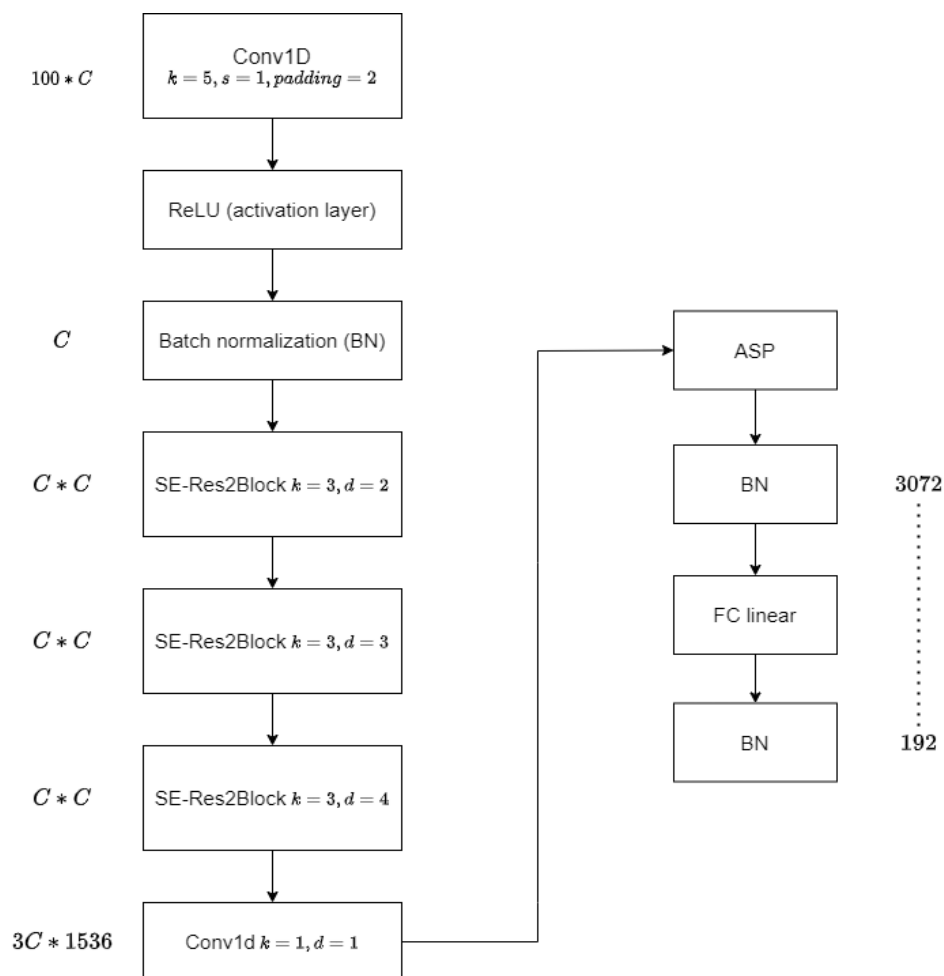 Conv1D
100 * C
k = 5, s = 1, padding = 2
ReLU (activation layer)
C
Batch normalization (BN)
C * C
SE-Res2Block k = 3, d = 2
C * C
SE-Res2Block k = 3, d = 3
C * C
SE-Res2Block k = 3, d = 4
3C * 1536
Conv1d k = 1, d = 1
ASP
BN
3072
FC linear
BN
192